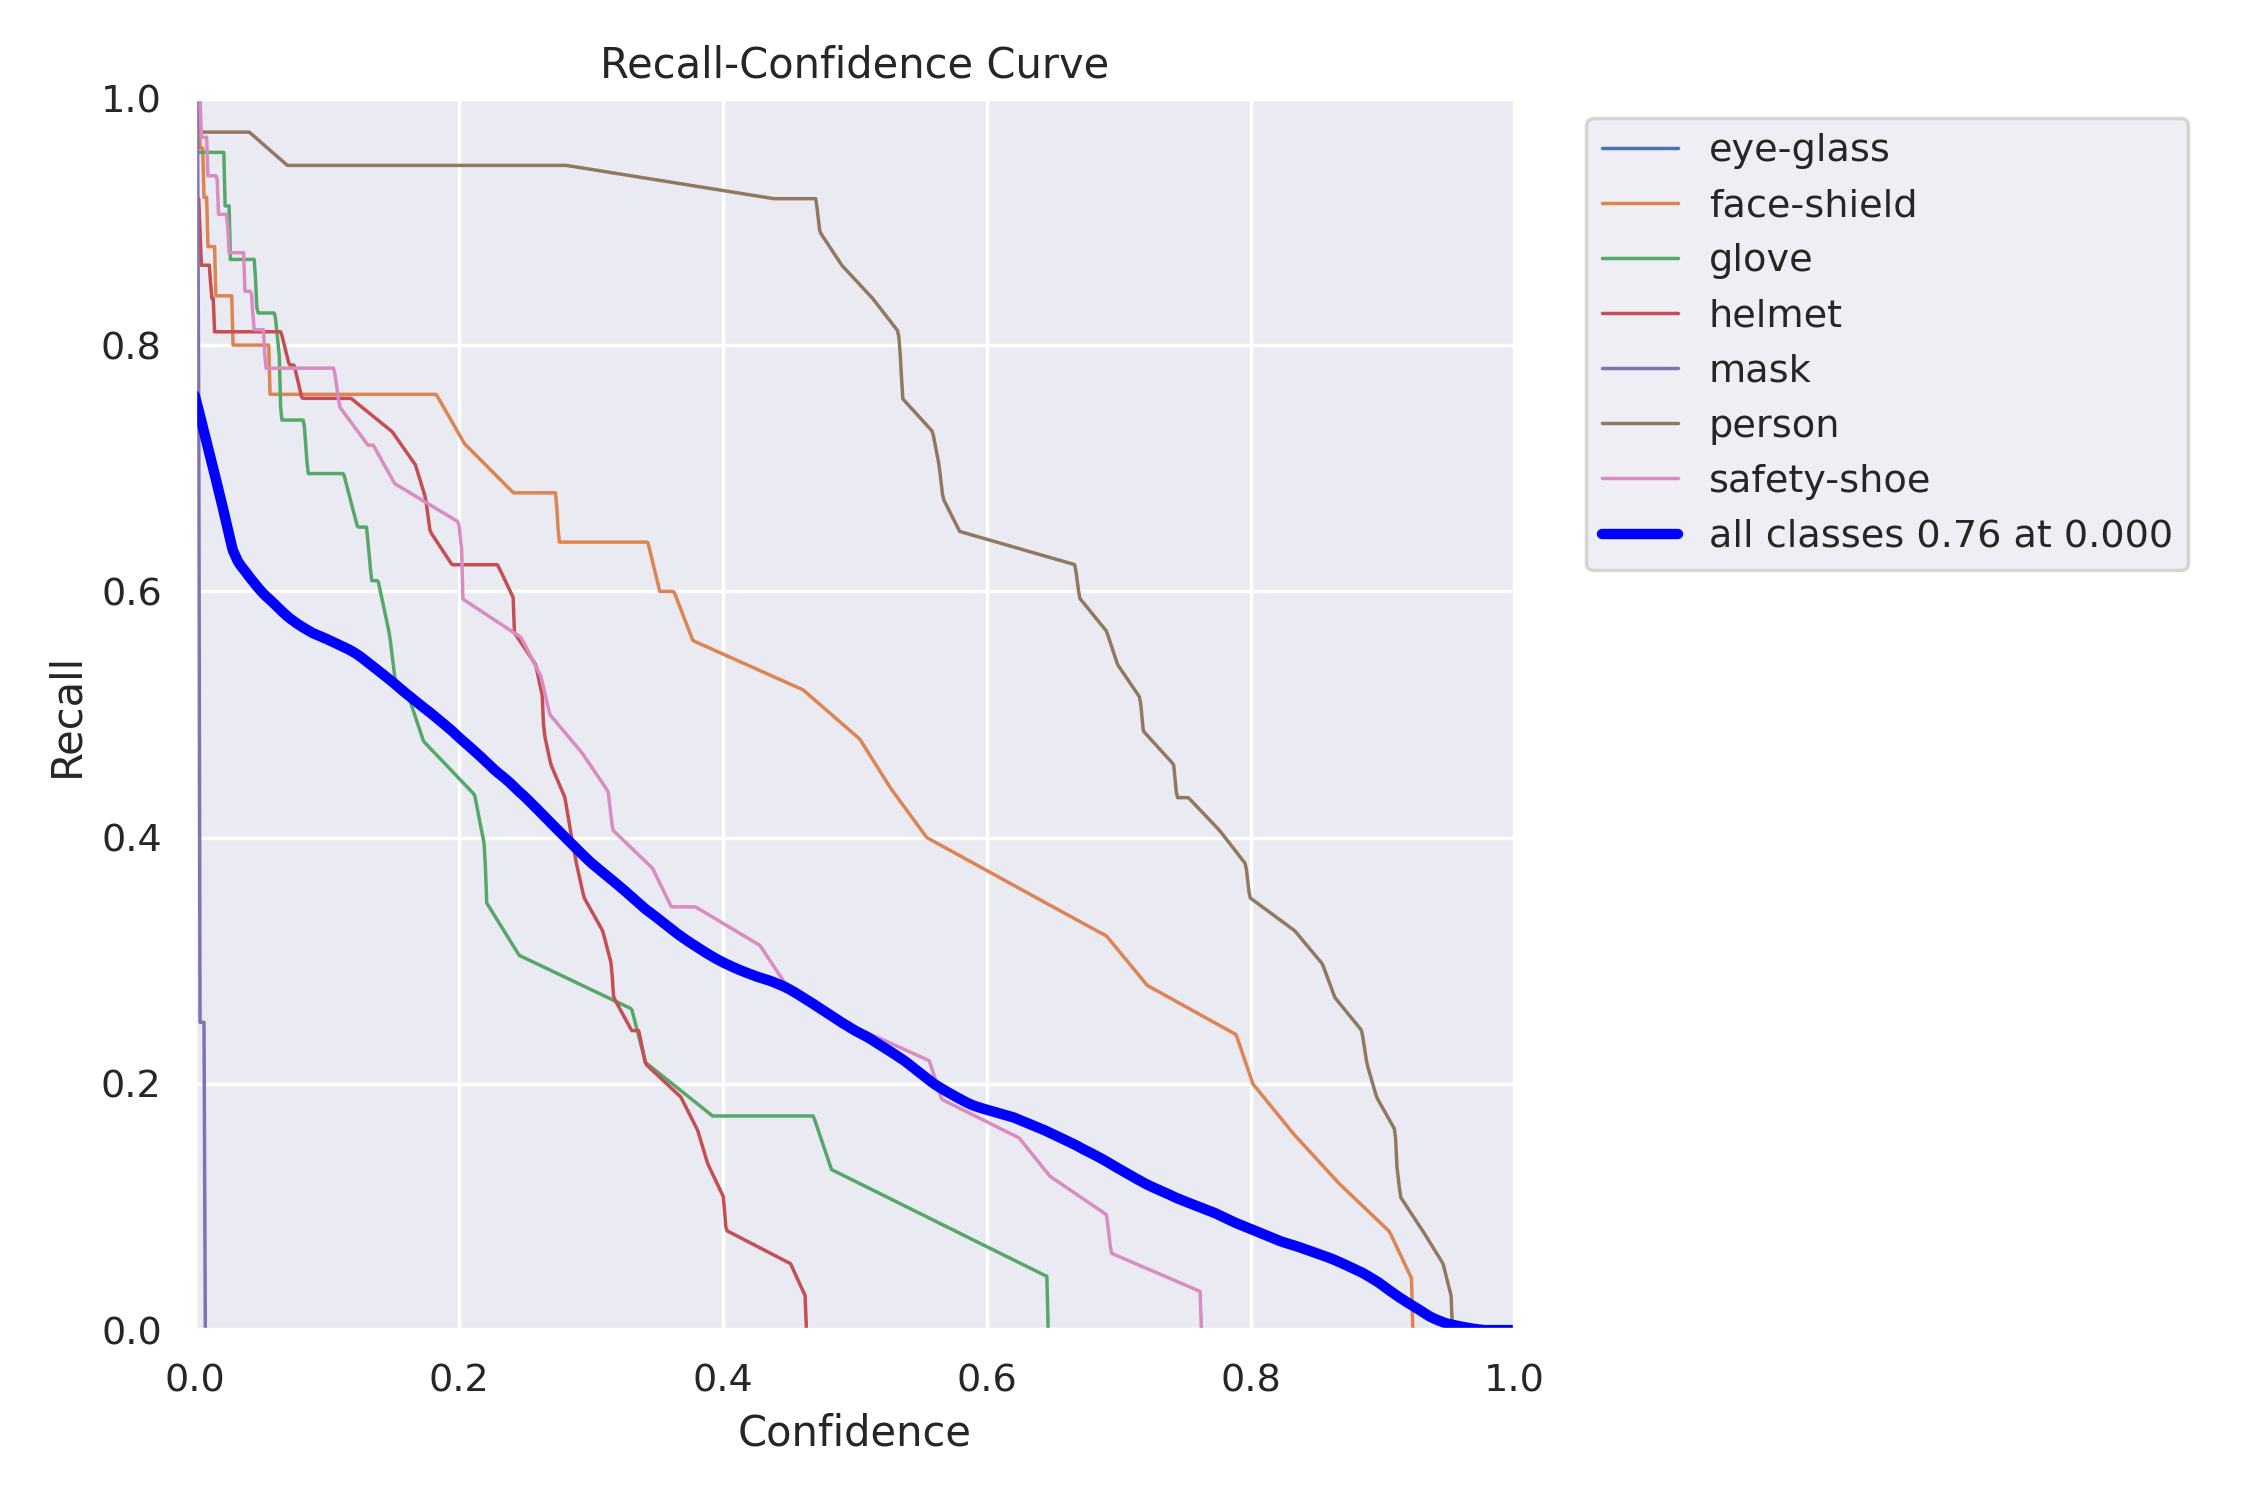 Recall-Confidence Curve
1.0
0.8
0.6
0.4
0.2
0.0
Recall
0.0 0.2 0.4 0.6 0.8 1.0
Confidence
eye-glass
face-shield
glove
helmet
mask
person
safety-shoe
all classes 0.76 at 0.000